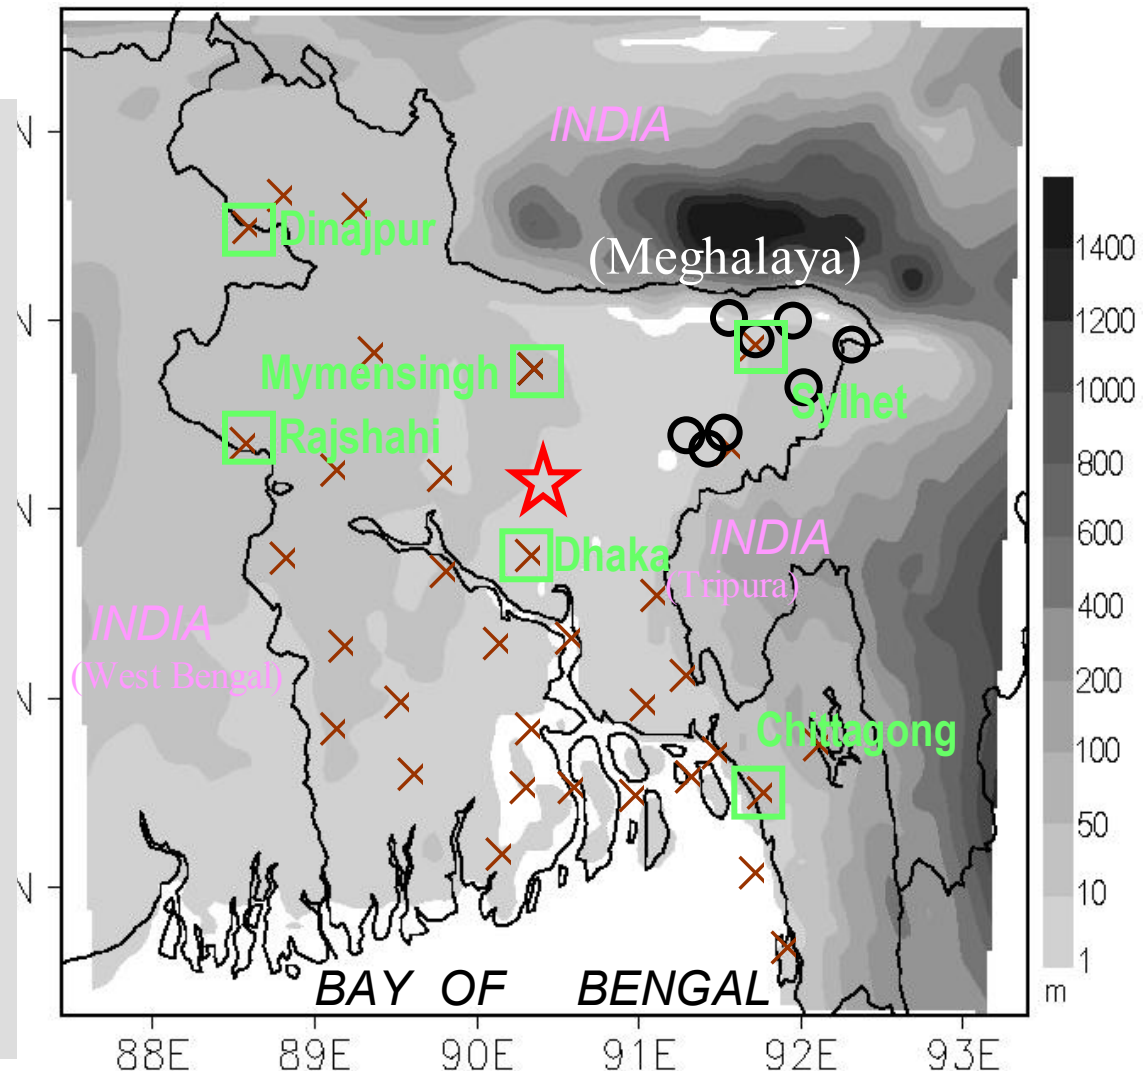 INDIA
Dinajpur
(Meghalaya)
Mymensingh
Sylhet
Rajshahi
INDIA
(Tripura)
Dhaka
INDIA
(West Bengal)
Chittagong
BAY OF BENGAL
N
N
N
N
N
88E 89E 90E 91E 92E 93E
1400
1200
1000
800
600
400
200
100
50
10
1
m